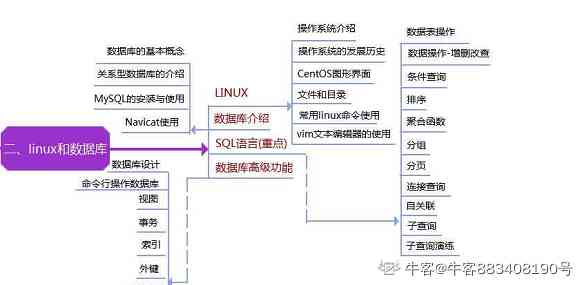 二、linux和数据库
LINUX
数据库介绍
SQL语言(重点)
数据库高级功能
操作系统介绍
操作系统的发展历史
CentOS图形界面
文件和目录
常用linux命令使用
vim文本编辑器的使用
数据库的基本概念
关系型数据库的介绍
MySQL的安装与使用
Navicat使用
数据表操作
数据操作-增删改查
条件查询
排序
聚合函数
分组
分页
连接查询
自关联
子查询
子查询演练
数据库设计
命令行操作数据库
视图
事务
索引
外键
牛客@牛客883408190号